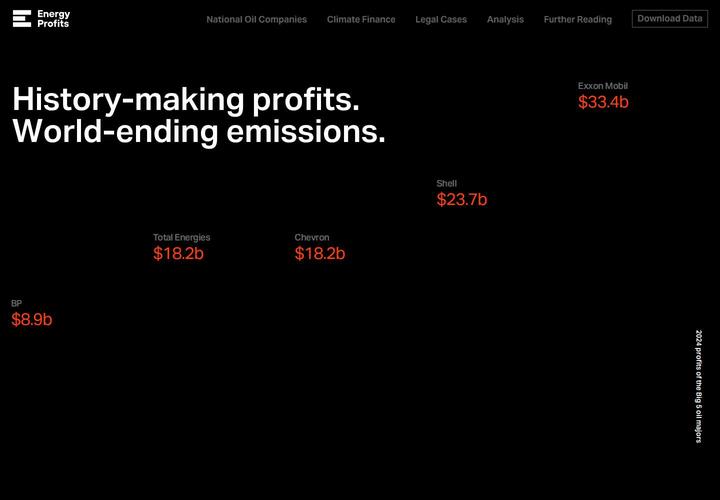 Energy
Profits
National Oil Companies
Climate Finance
Legal Cases
Analysis
Further Reading
Download Data
History-making profits.
World-ending emissions.
Exxon Mobil
$33.4b
Shell
$23.7b
Total Energies
$18.2b
Chevron
$18.2b
BP
$8.9b
2024 profits of the Big 5 oil majors